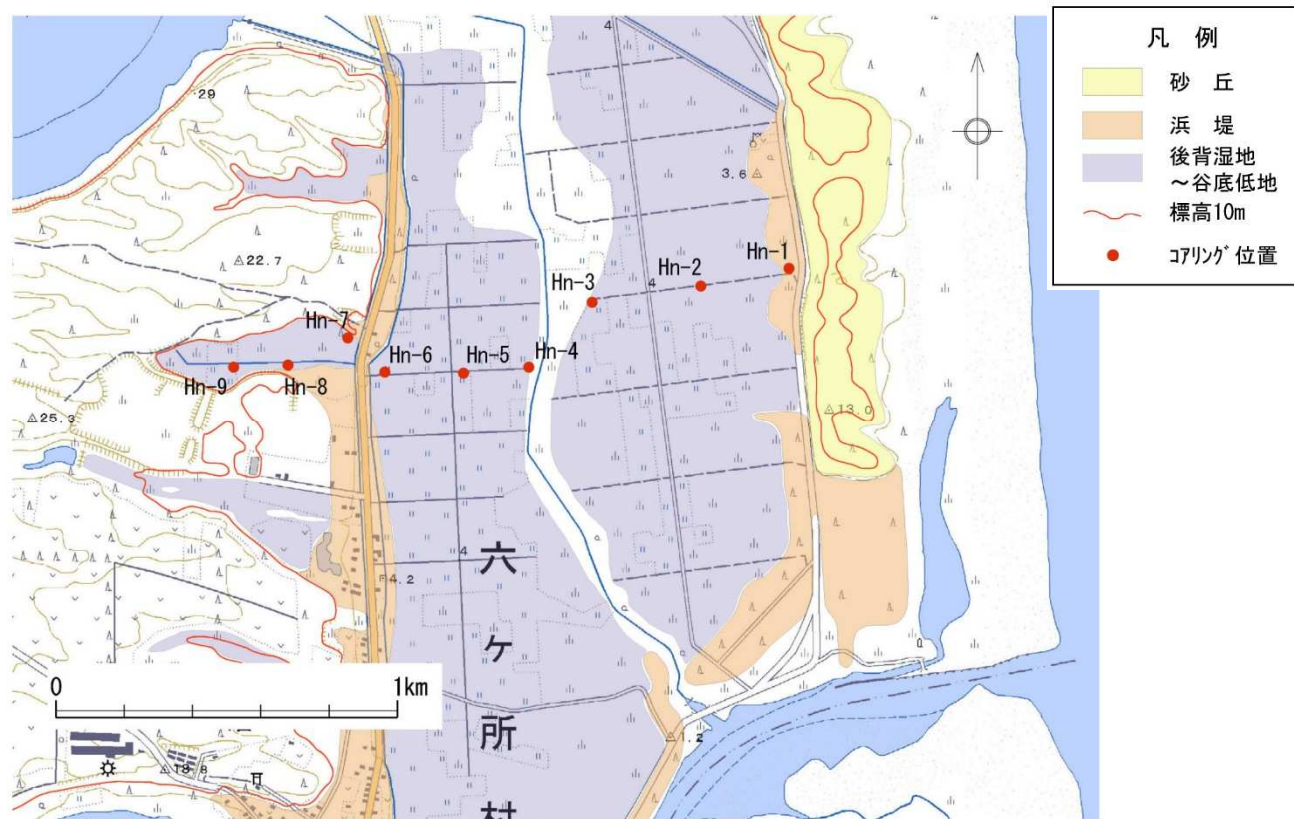 凡 例
砂 丘
浜 堤
後背湿地
～谷底低地
標高10m
ｺｱﾘﾝｸﾞ位置
4
29
3.6
22.7
Hn-1
Hn-2
4
Hn-3
Hn-7
Hn-4
Hn-5
Hn-6
Hn-8
Hn-9
25.3
13.0
六
4
4.2
ヶ
0
1km
所
1.2
18.8
村